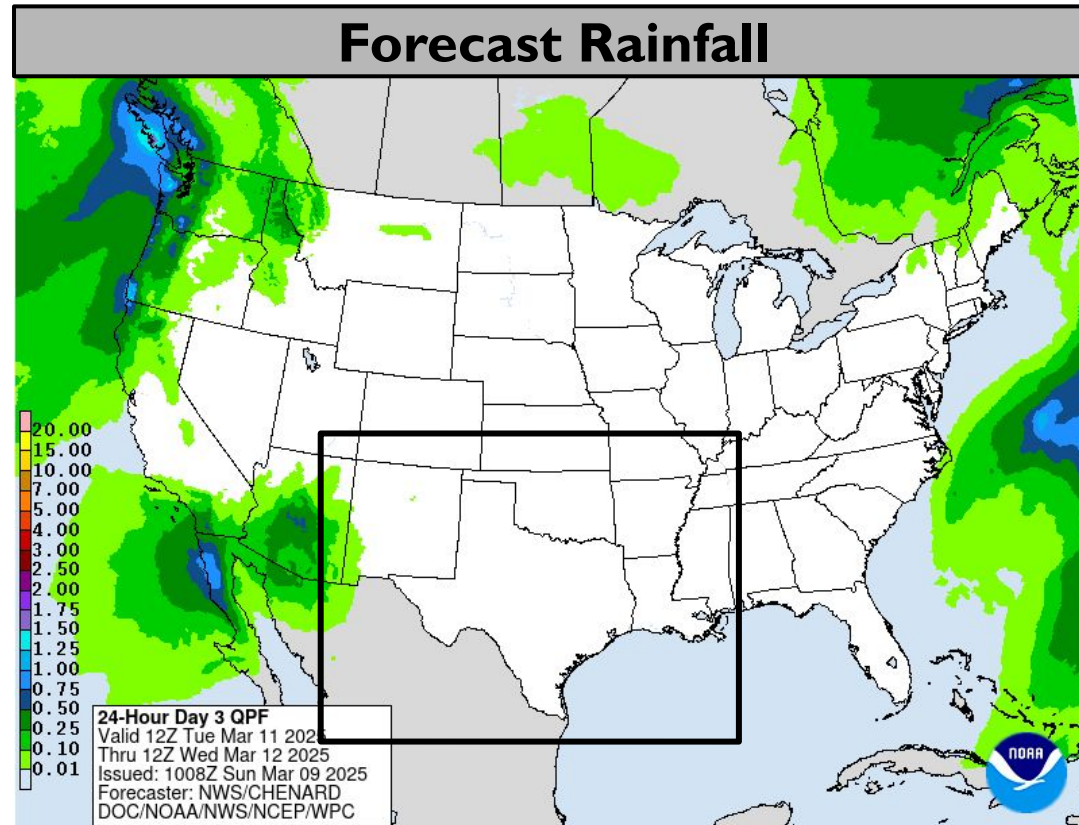 Forecast Rainfall
20.00
15.00
10.00
7.00
5.00
4.00
3.00
2.50
2.00
1.75
1.50
1.25
1.00
0.75
0.50
0.25
0.10
0.01
24-Hour Day 3 QPF
Valid 12Z Tue Mar 11 2025
Thru 12Z Wed Mar 12 2025
Issued: 1008Z Sun Mar 09 2025
Forecaster: NWS/CHENARD
DOC/NOAA/NWS/NCEP/WPC
NOAA